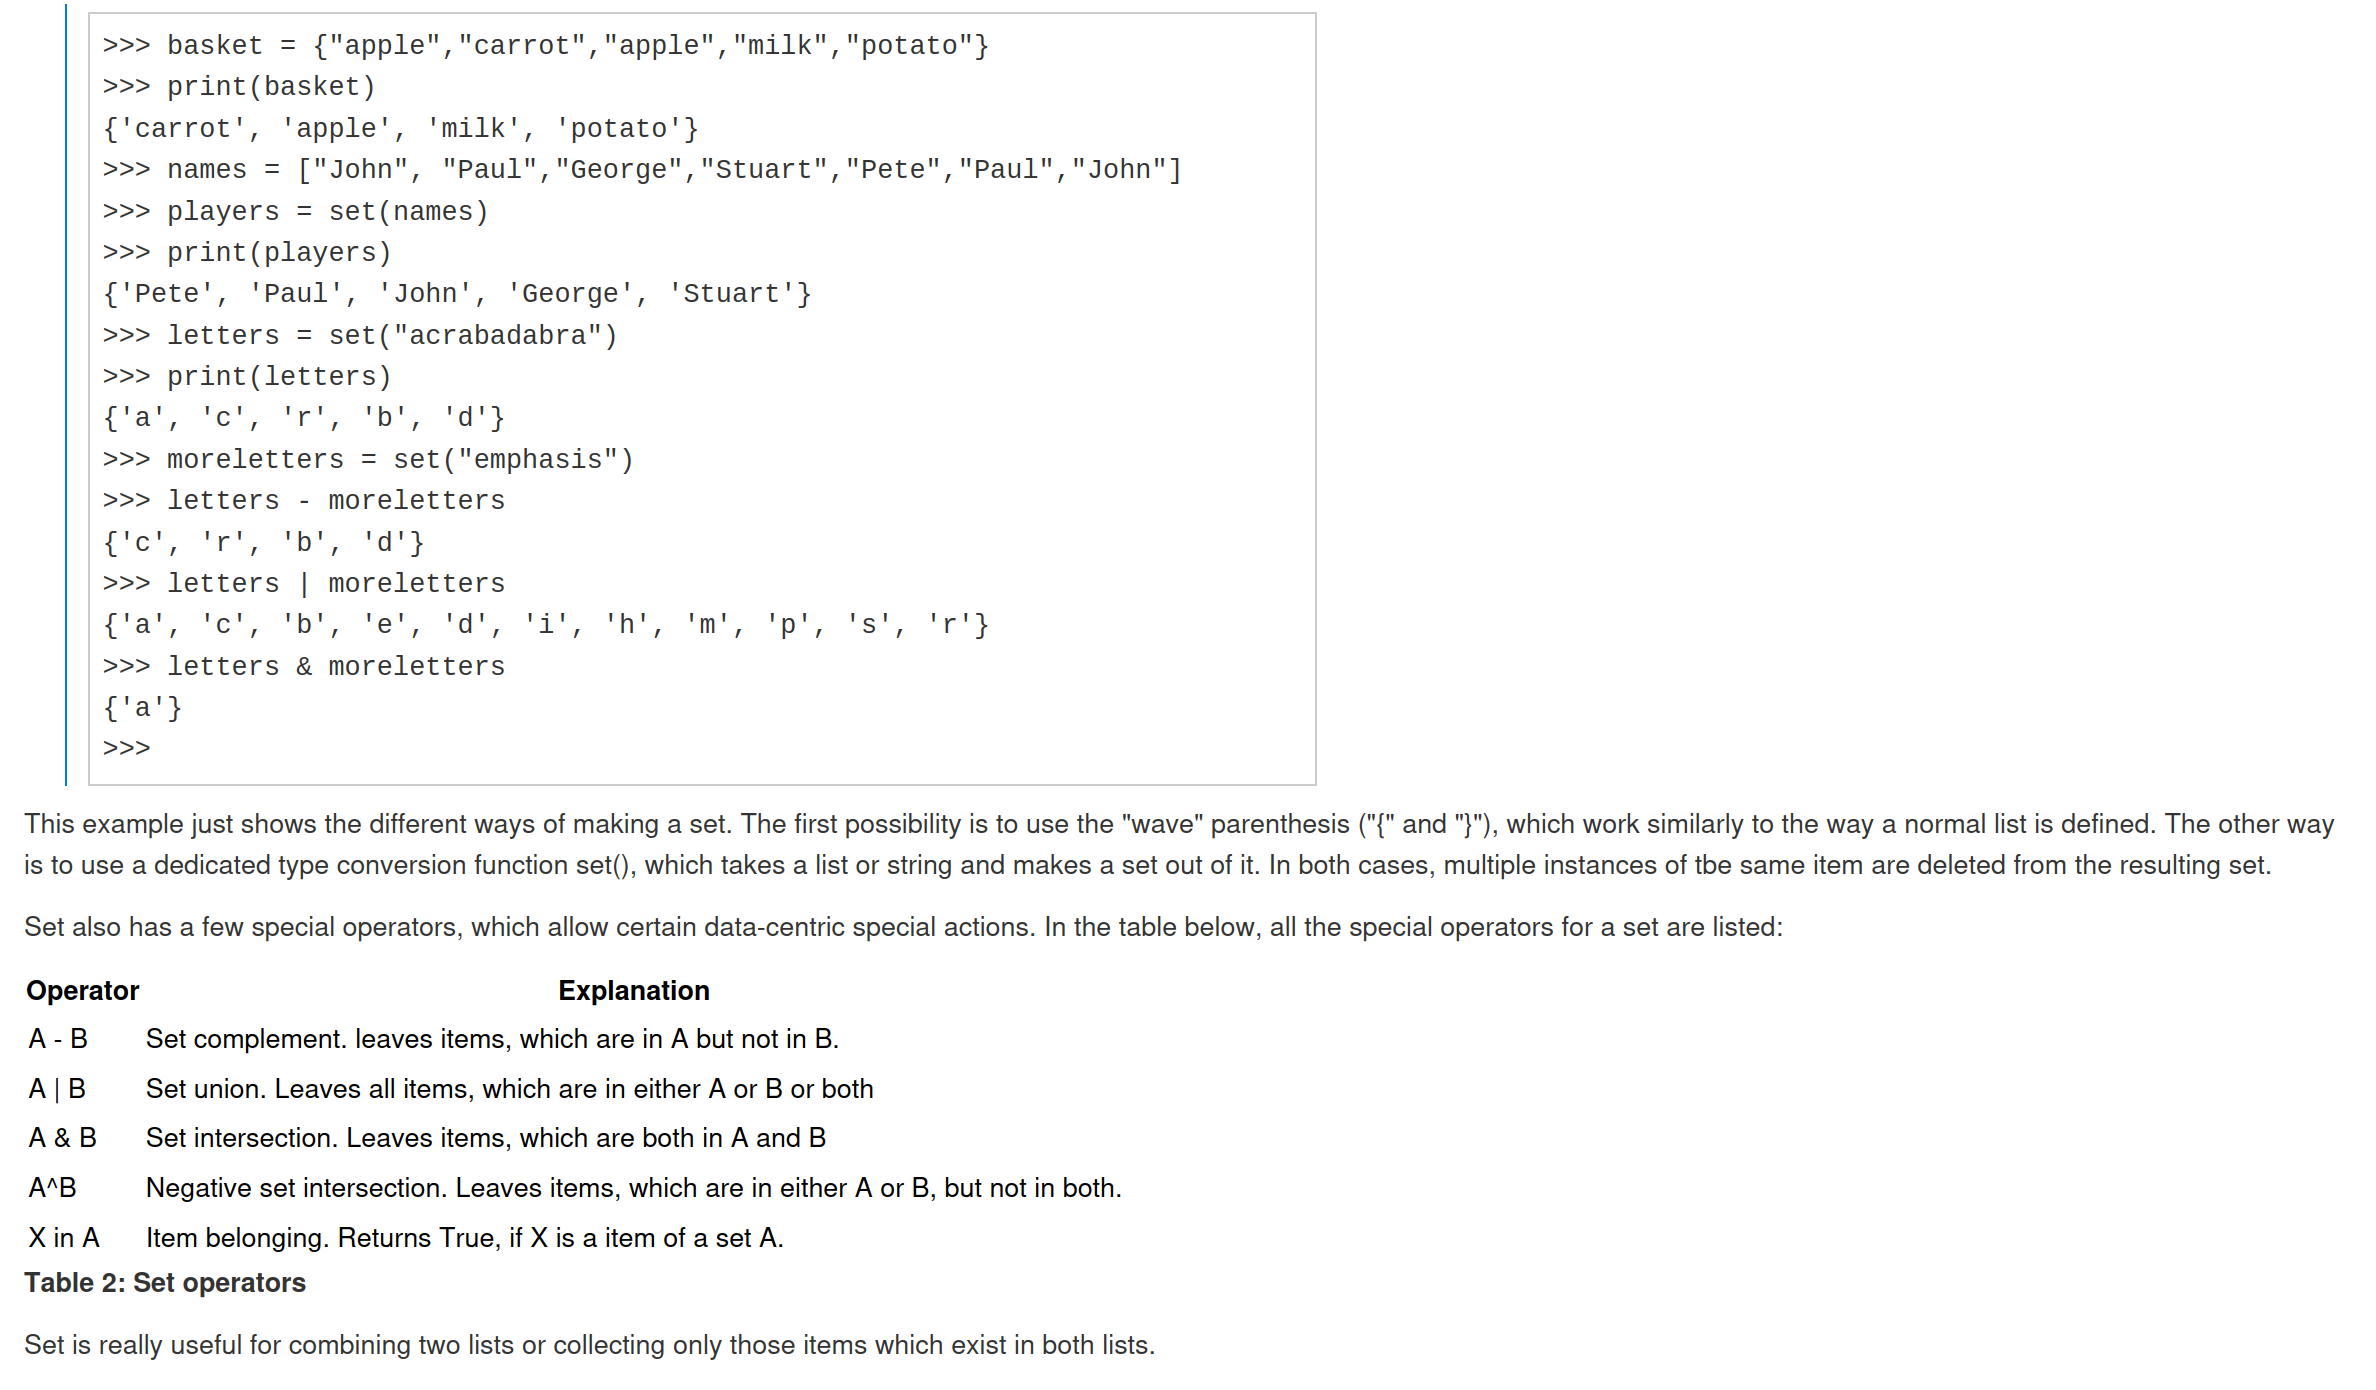 >>> basket = {"apple","carrot","apple","milk","potato"}
>>> print(basket)
{'carrot', 'apple', 'milk', 'potato'}
>>> names = ["John", "Paul","George","Stuart","Pete","Paul","John"]
>>> players = set(names)
>>> print(players)
{'Pete', 'Paul', 'John', 'George', 'Stuart'}
>>> letters = set("acrabadabra")
>>> print(letters)
{'a', 'c', 'r', 'b', 'd'}
>>> moreletters = set("emphasis")
>>> letters - moreletters
{'c', 'r', 'b', 'd'}
>>> letters | moreletters
{'a', 'c', 'b', 'e', 'd', 'i', 'h', 'm', 'p', 's', 'r'}
>>> letters & moreletters
{'a'}
>>>
This example just shows the different ways of making a set. The first possibility is to use the "wave" parenthesis ("{" and "}"), which work similarly to the way a normal list is defined. The other way
is to use a dedicated type conversion function set(), which takes a list or string and makes a set out of it. In both cases, multiple instances of tbe same item are deleted from the resulting set.
Set also has a few special operators, which allow certain data-centric special actions. In the table below, all the special operators for a set are listed:
Operator Explanation
A - B Set complement. leaves items, which are in A but not in B.
A | B Set union. Leaves all items, which are in either A or B or both
A & B Set intersection. Leaves items, which are both in A and B
A^B Negative set intersection. Leaves items, which are in either A or B, but not in both.
X in A Item belonging. Returns True, if X is a item of a set A.
Table 2: Set operators
Set is really useful for combining two lists or collecting only those items which exist in both lists.